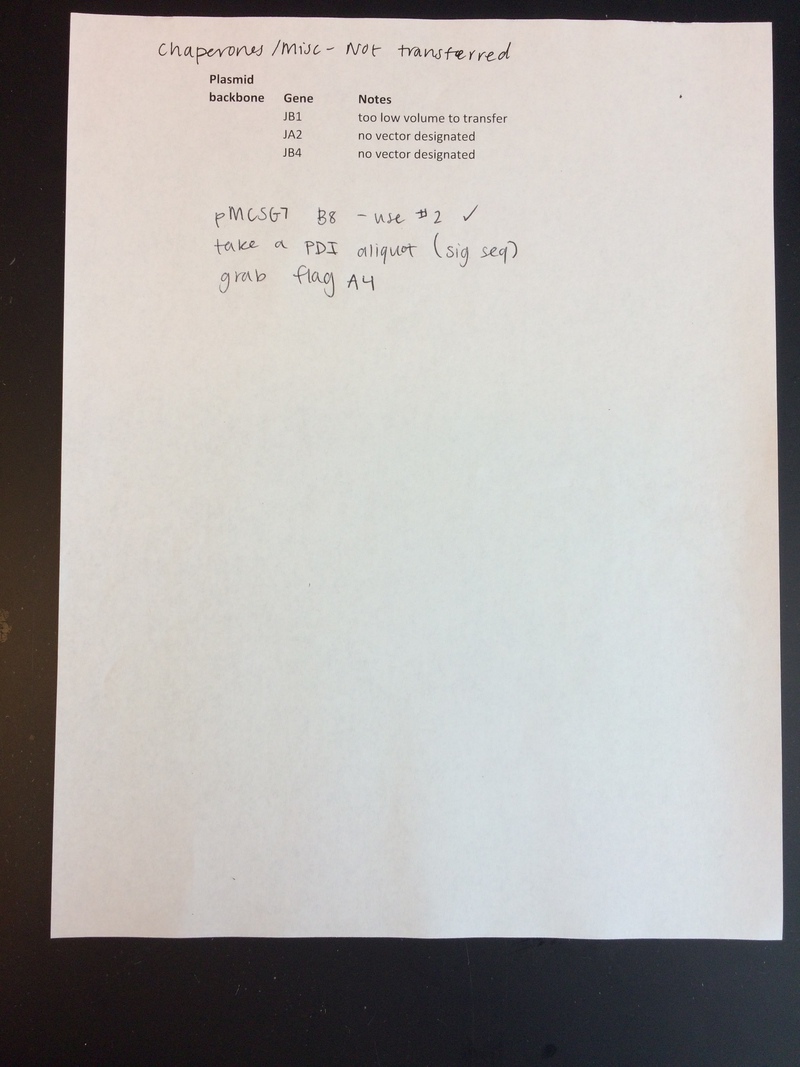 Chaperones /Misc - Not transferred
Plasmid
backbone Gene Notes
JB1 too low volume to transfer
JA2 no vector designated
JB4 no vector designated
pMCSG7 B8 - use #2 ✓
take a PDI aliquot (sig seq)
grab flag A4